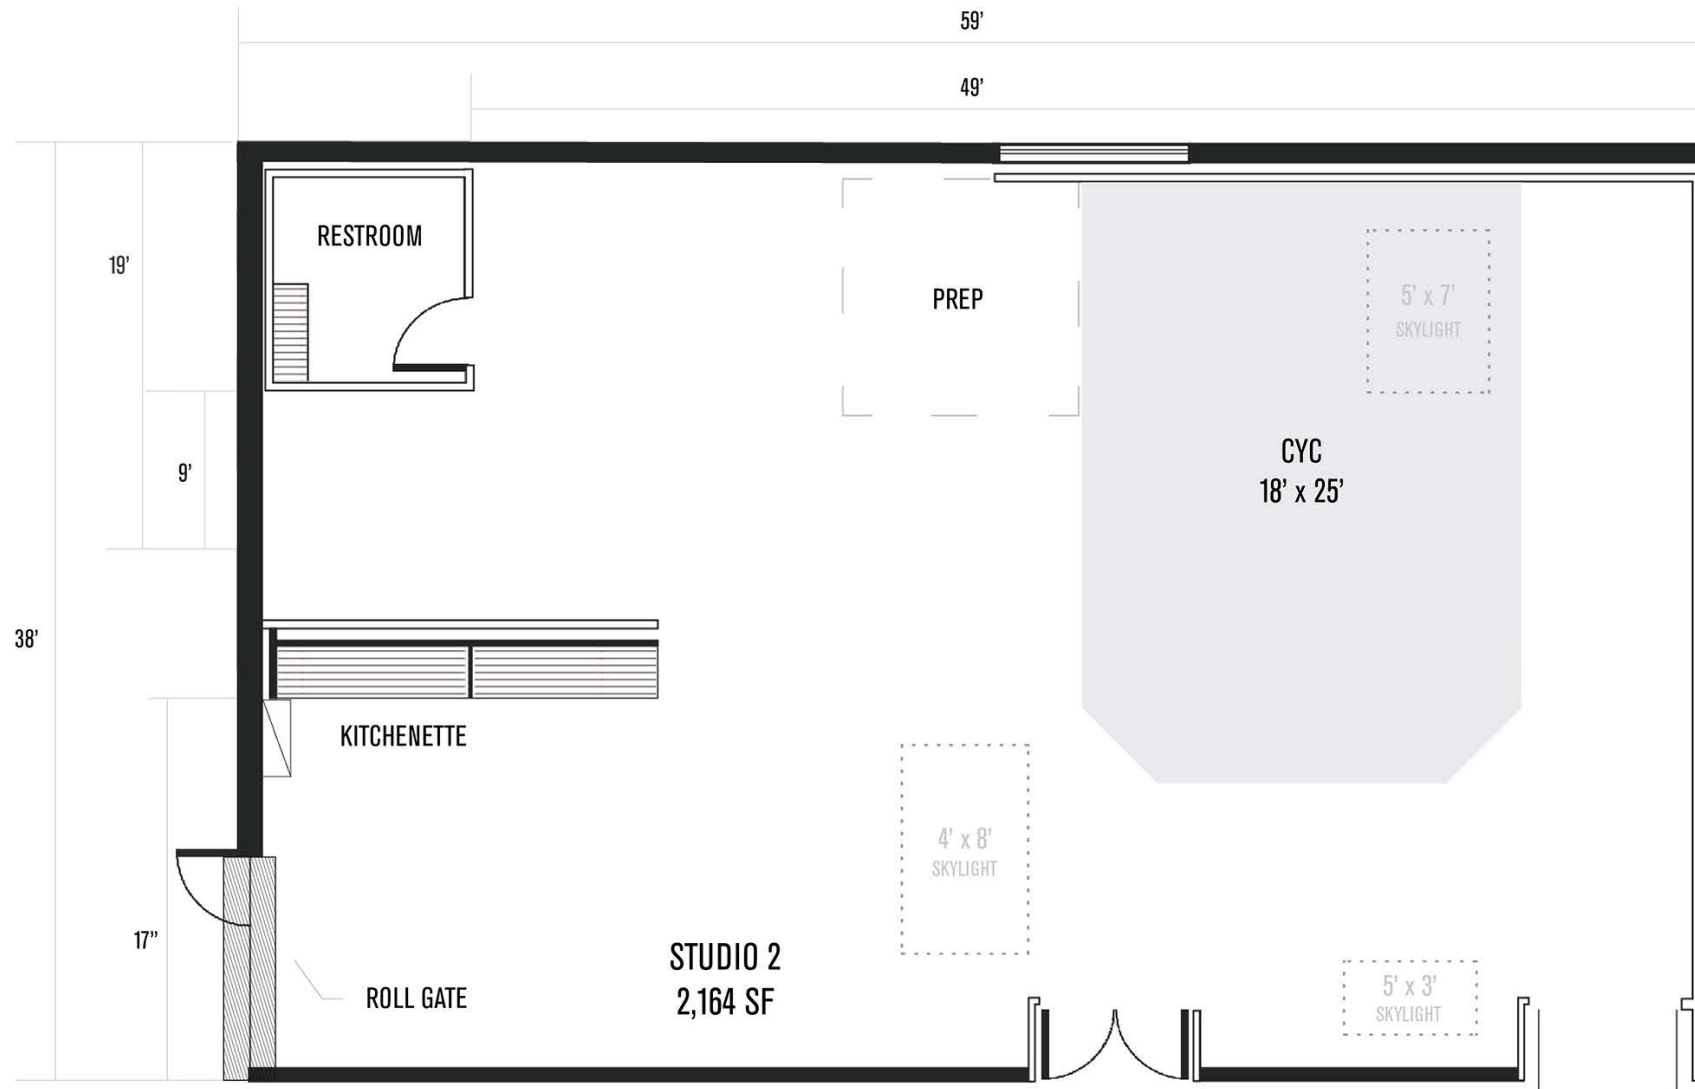 59’
49’
RESTROOM
19’
PREP
5’ x 7’
SKYLIGHT
9’
CYC
18’ x 25’
38’
KITCHENETTE
4’ x 8’
SKYLIGHT
17”
STUDIO 2
2,164 SF
ROLL GATE
5’ x 3’
SKYLIGHT